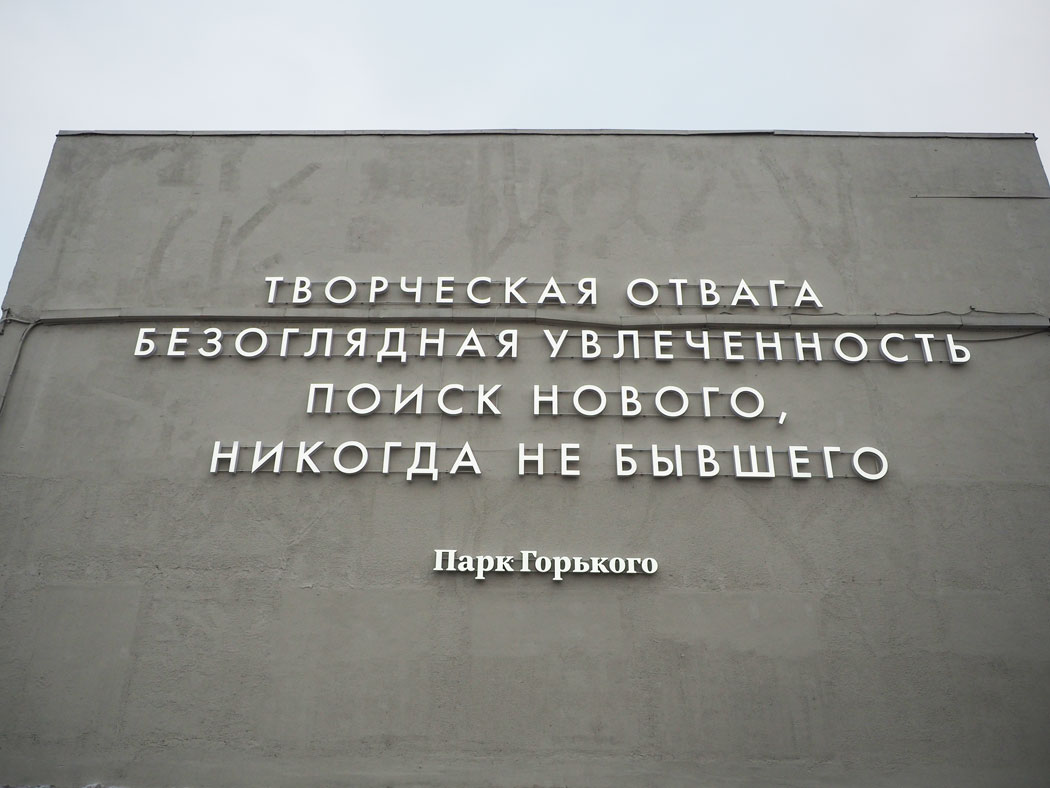 ТВОРЧЕСКАЯ ОТВАГА
БЕЗОГЛЯДНАЯ УВЛЕЧЕННОСТЬ
ПОИСК НОВОГО,
НИКОГДА НЕ БЫВШЕГО
Парк Горького